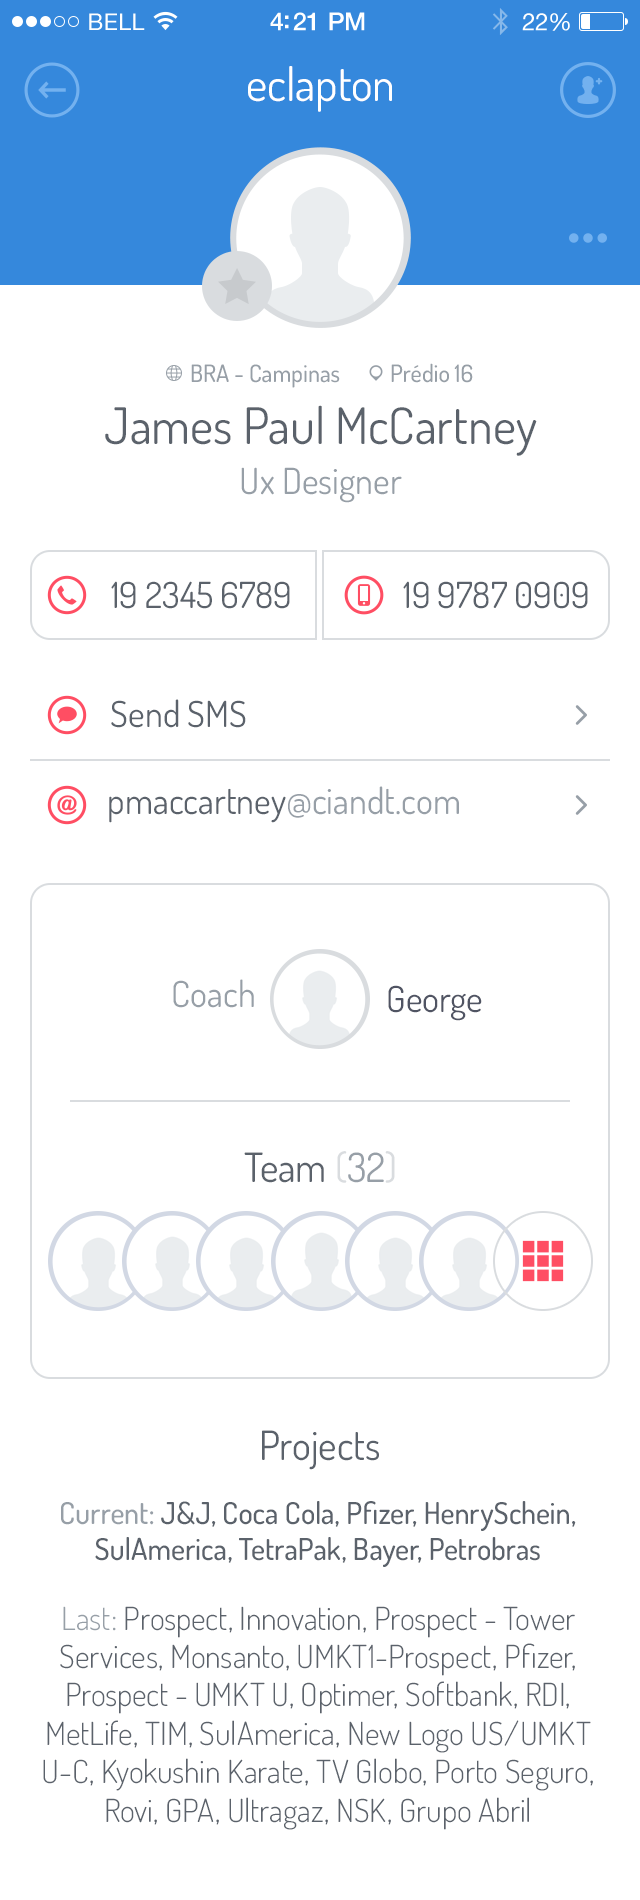 BELL 4:21 PM 22%
eclapton
BRA - Campinas Prédio 16
James Paul McCartney
Ux Designer
19 2345 6789 19 9787 0909
Send SMS
@ pmaccartney@ciandt.com
Coach George
Team (32)
Projects
Current: J&J, Coca Cola, Pfizer, HenrySchein,
SulAmerica, TetraPak, Bayer, Petrobras
Last: Prospect, Innovation, Prospect - Tower
Services, Monsanto, UMKT1-Prospect, Pfizer,
Prospect - UMKT U, Optimer, Softbank, RDI,
MetLife, TIM, SulAmerica, New Logo US/UMKT
U-C, Kyokushin Karate, TV Globo, Porto Seguro,
Rovi, GPA, Ultragaz, NSK, Grupo Abril